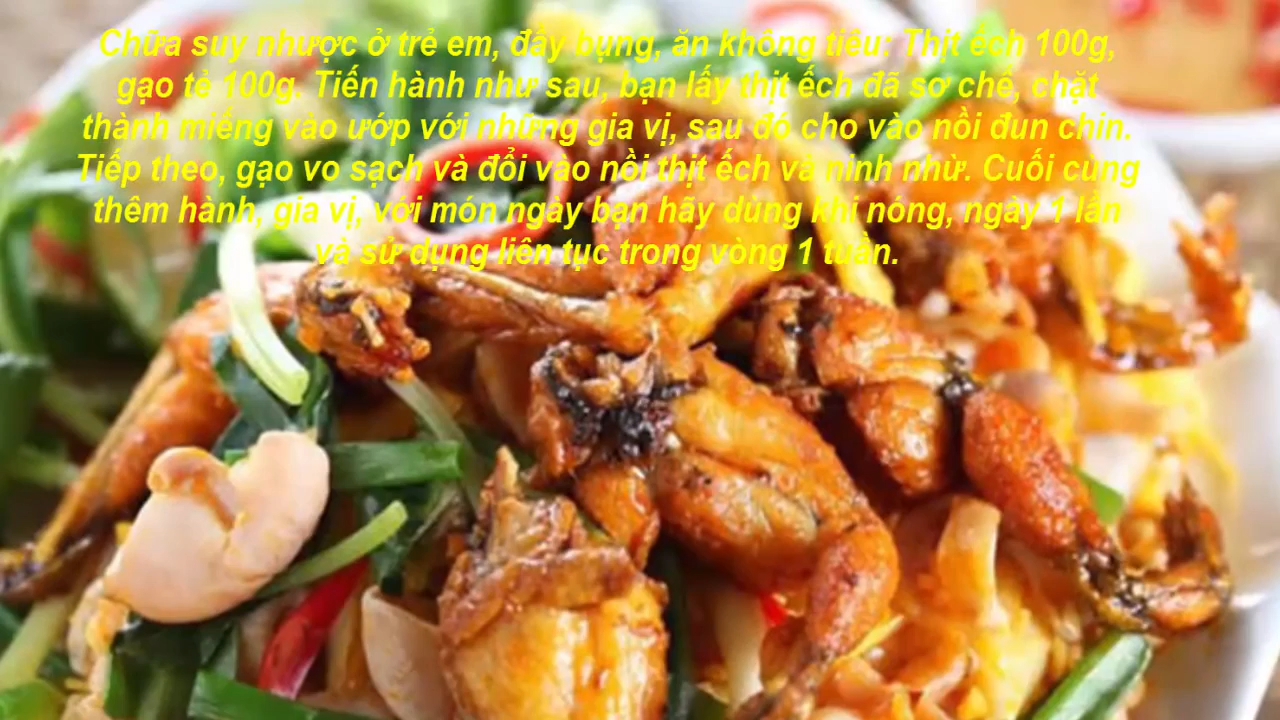 Chữa suy nhược ở trẻ em, đầy bụng, ăn không tiêu: Thịt ếch 100g,
gạo tẻ 100g. Tiến hành như sau, bạn lấy thịt ếch đã sơ chế, chặt
thành miếng vào ướp với những gia vị, sau đó cho vào nồi đun chín.
Tiếp theo, gạo vo sạch và đổi vào nồi thịt ếch và ninh nhừ. Cuối cùng
thêm hành, gia vị, với món ngày bạn hãy dùng khi nóng, ngày 1 lần
và sử dụng liên tục trong vòng 1 tuần.